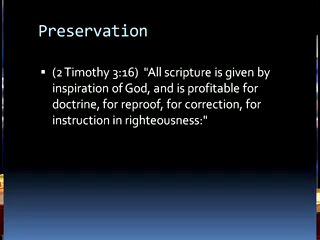 Preservation
▪ (2 Timothy 3:16) "All scripture is given by
inspiration of God, and is profitable for
doctrine, for reproof, for correction, for
instruction in righteousness:"